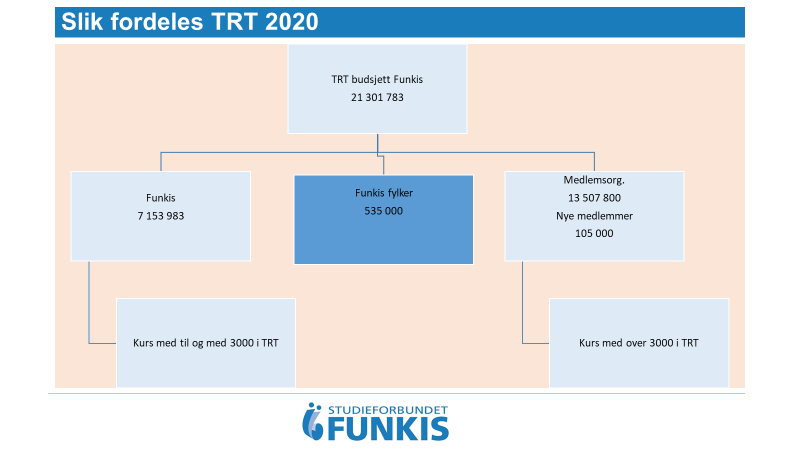 Slik fordeles TRT 2020
TRT budsjett Funkis
21 301 783
Funkis
7 153 983
Funkis fylker
535 000
Medlemsorg.
13 507 800
Nye medlemmer
105 000
Kurs med til og med 3000 i TRT
Kurs med over 3000 i TRT
STUDIEFORBUNDET
FUNKIS